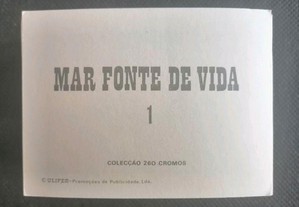 MAR FONTE DE VIDA
1
COLECÇÃO 280 CROMOS
Promoções de Publicidade Lda.